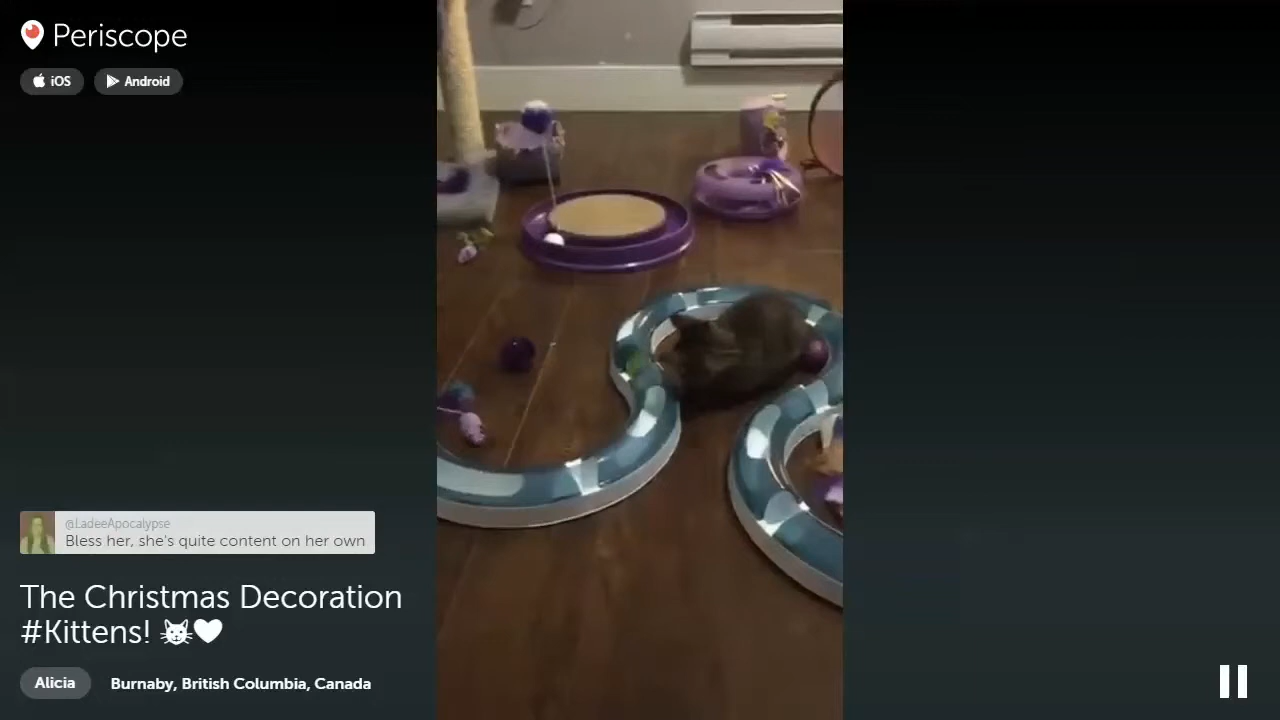 Periscope
iOS
Android
@LadeeApocalypse
Bless her, she's quite content on her own
The Christmas Decoration
#Kittens! 🐱🤍
Alicia
Burnaby, British Columbia, Canada